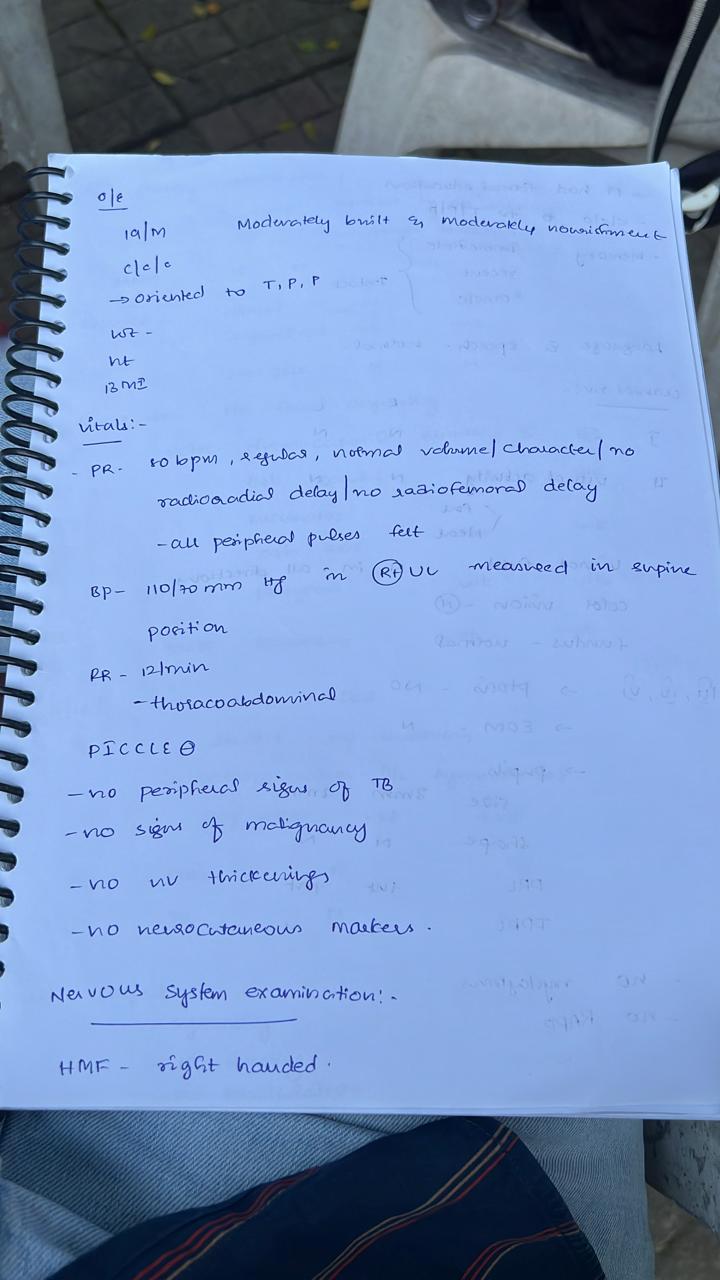 O/E
19/M Moderately built & moderately nourishment
c/c/c
→ oriented to T, P, P
wt -
ht
BMI
Vitals:-
- PR- 80 bpm, regular, normal volume/character/no
radioradial delay/no radiofemoral delay
- all peripheral pulses felt
BP- 110/70 mm Hg in Rt UL measured in supine
position
RR - 12/min
- thoracoabdominal
PICCLE ⊖
- no peripheral signs of TB
- no signs of malignancy
- no nv thickenings
- no neurocutaneous markers.
Nervous system examination:-
HMF - right handed.